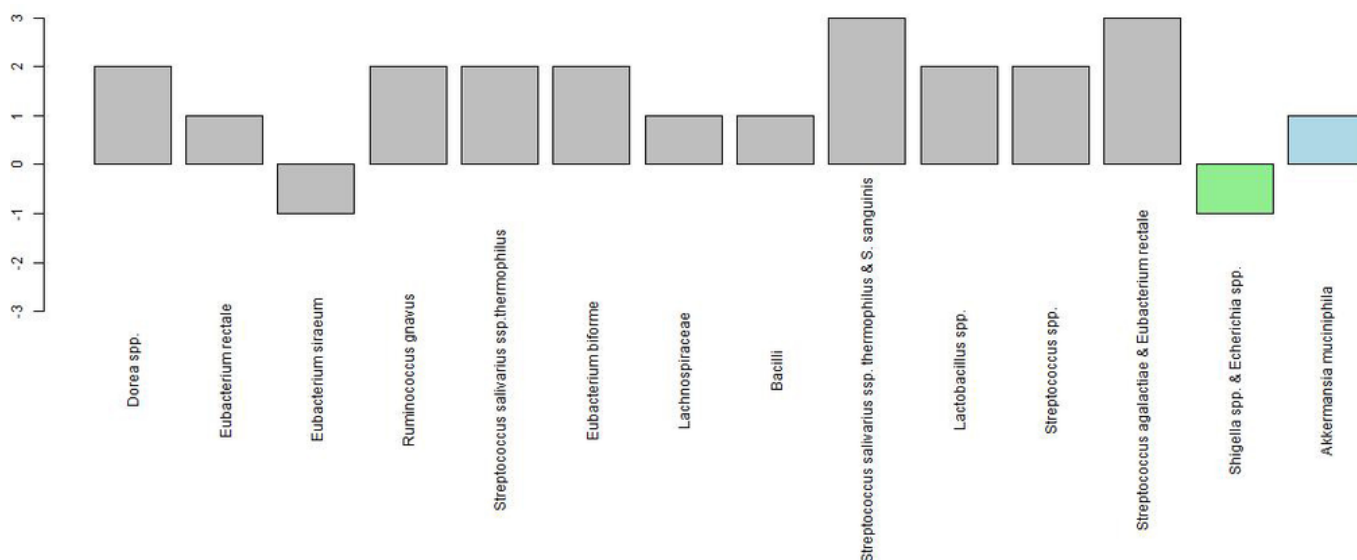 3
2
1
0
-1
-2
-3
Dorea spp.
Eubacterium rectale
Eubacterium siraeum
Ruminococcus gnavus
Streptococcus salivarius ssp.thermophilus
Eubacterium biforme
Lachnospiraceae
Bacilli
Streptococcus salivarius ssp. thermophilus & S. sanguinis
Lactobacillus spp.
Streptococcus spp.
Streptococcus agalactiae & Eubacterium rectale
Shigella spp. & Echerichia spp.
Akkermansia muciniphila